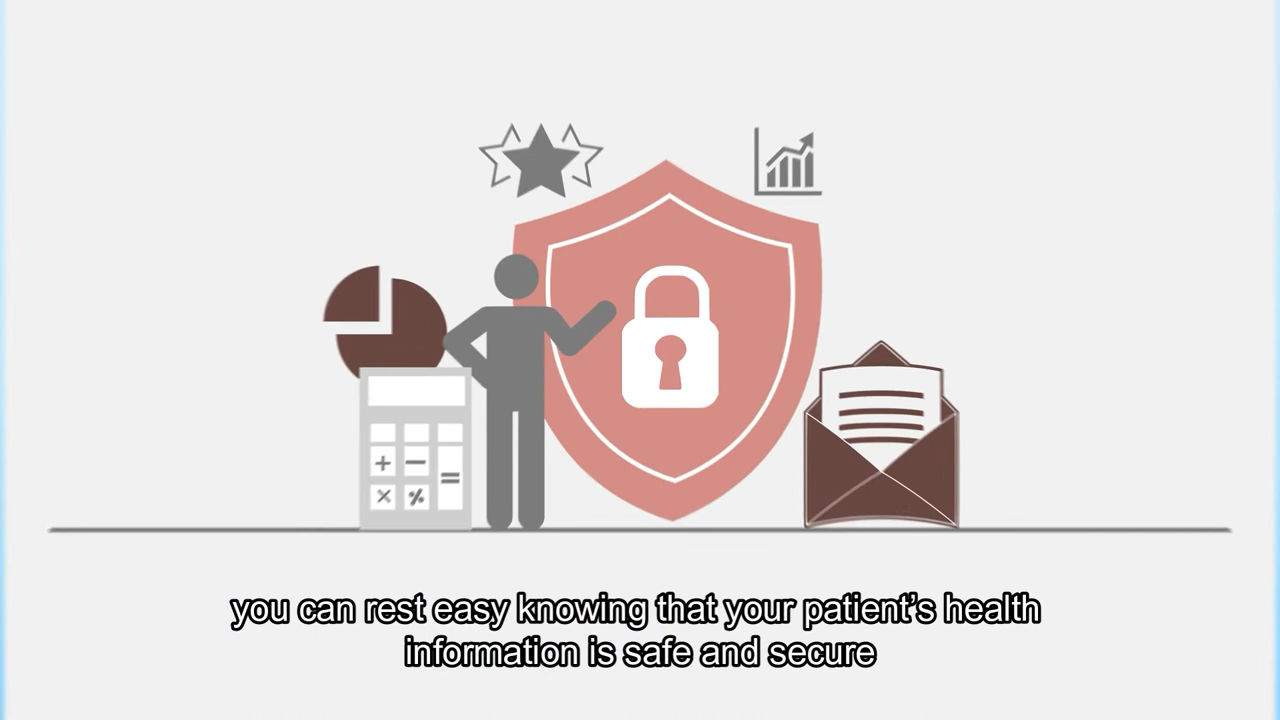 + −
× % =
you can rest easy knowing that your patient’s health
information is safe and secure